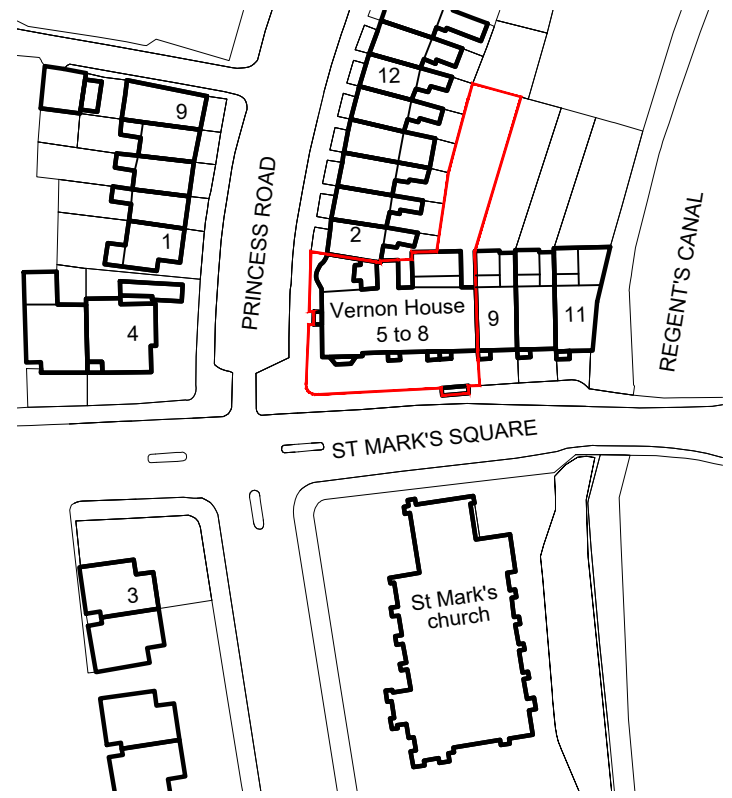 12
9
PRINCESS ROAD
2
1
REGENT'S CANAL
Vernon House
5 to 8
9
11
4
ST MARK'S SQUARE
3
St Mark's
church